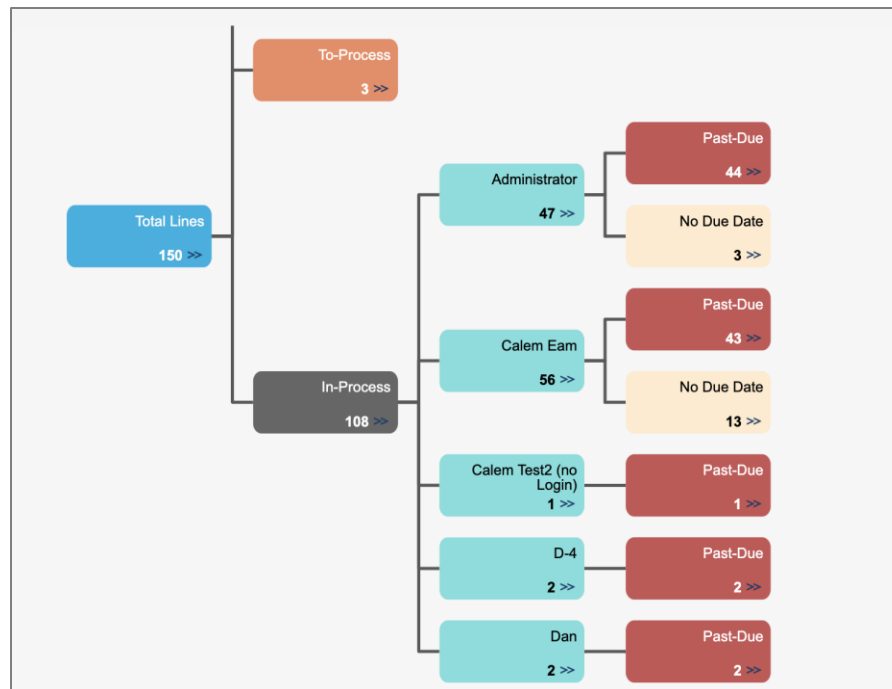 To-Process
3 >>
Total Lines
150 >>
In-Process
108 >>
Administrator
47 >>
Past-Due
44 >>
No Due Date
3 >>
Calem Eam
56 >>
Past-Due
43 >>
No Due Date
13 >>
Calem Test2 (no
Login)
1 >>
Past-Due
1 >>
D-4
2 >>
Past-Due
2 >>
Dan
2 >>
Past-Due
2 >>